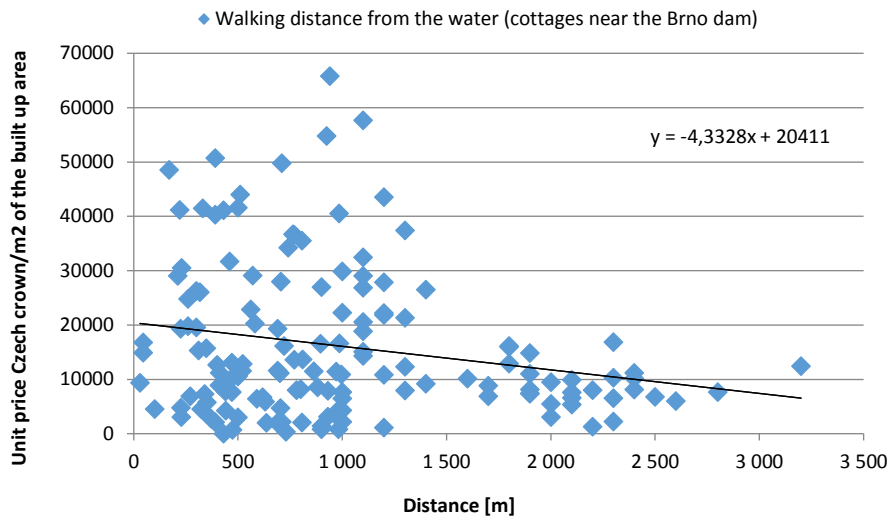 Walking distance from the water (cottages near the Brno dam)
70000
60000
50000
40000
30000
20000
10000
0
Unit price Czech crown/m2 of the built up area
y = -4,3328x + 20411
0 500 1 000 1 500 2 000 2 500 3 000 3 500
Distance [m]